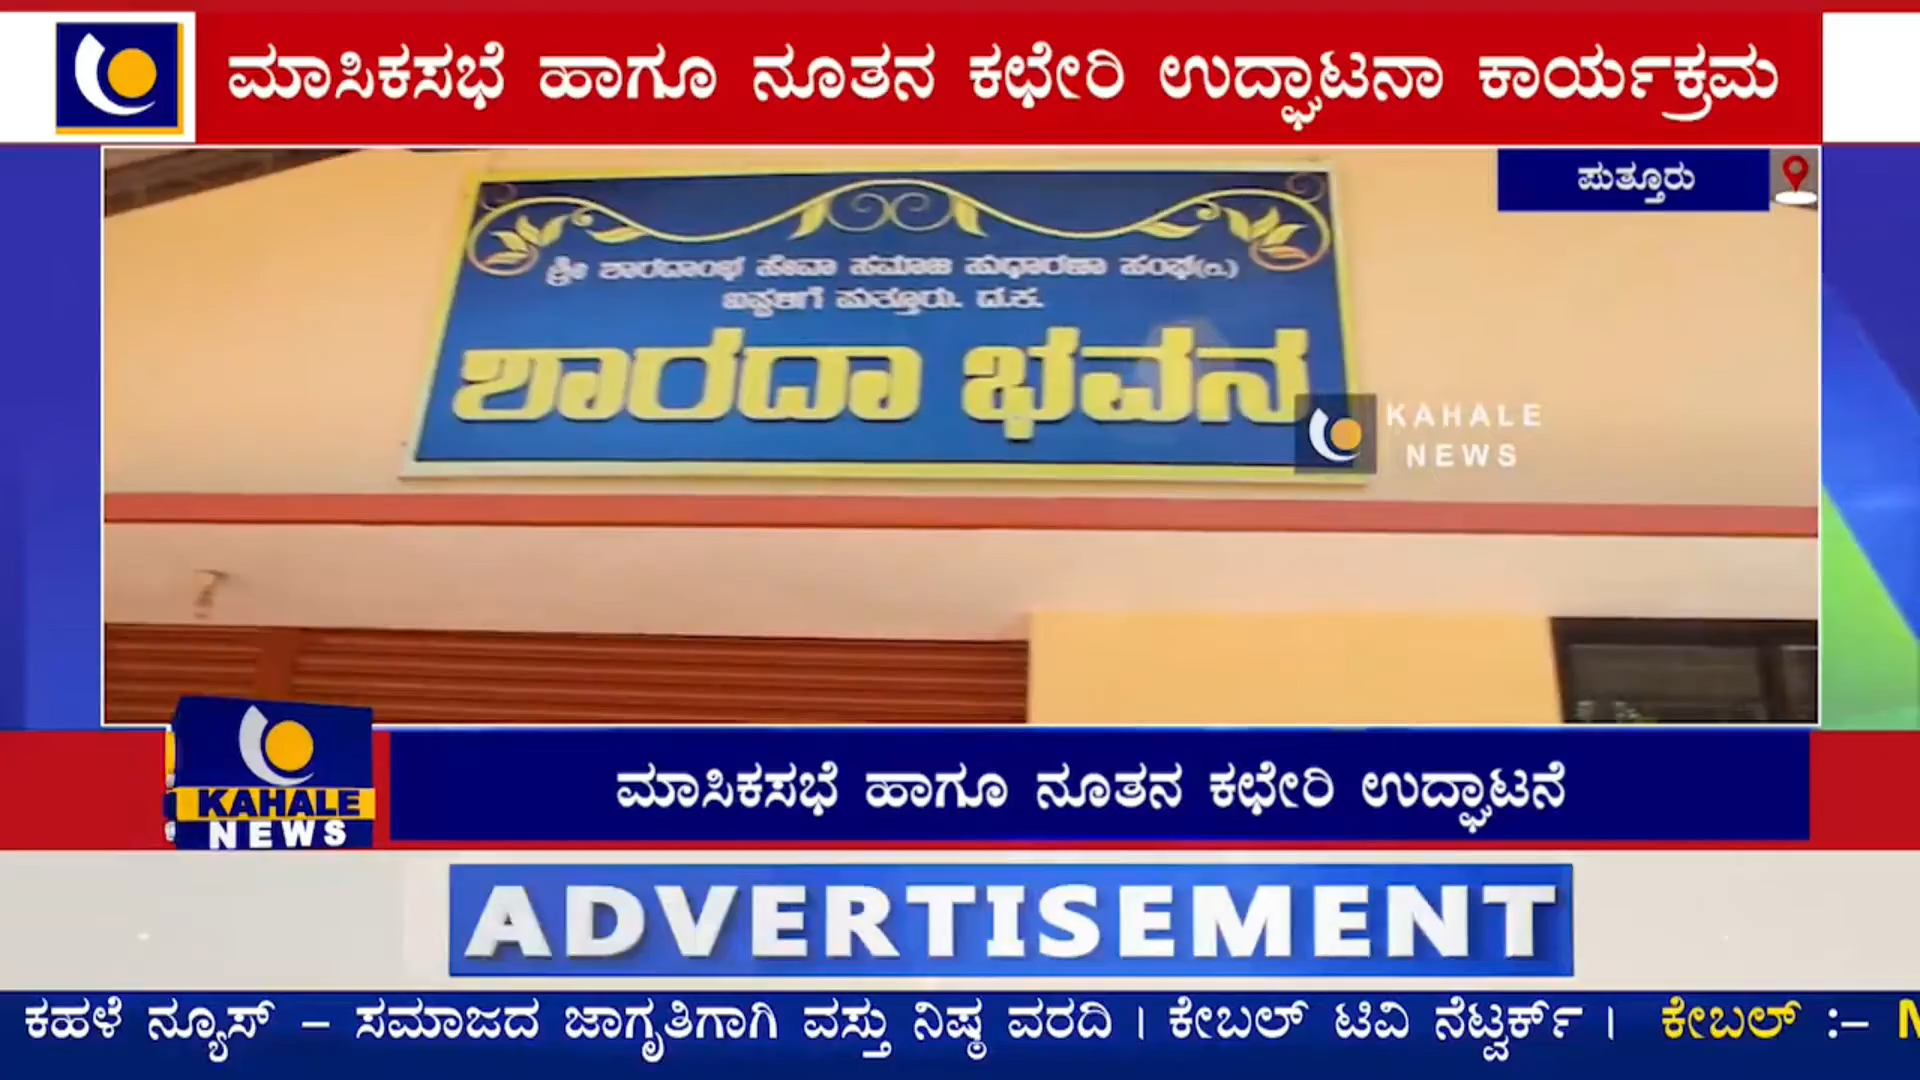 ಮಾಸಿಕಸಭೆ ಹಾಗೂ ನೂತನ ಕಛೇರಿ ಉದ್ಘಾಟನಾ ಕಾರ್ಯಕ್ರಮ
ಪುತ್ತೂರು
ಶ್ರೀ ಶಾರದಾಂಭ ಸೇವಾ ಸಮಾಜ ಸುಧಾರಣಾ ಸಂಘ(ರಿ.)
ಪುತ್ತೂರು. ದ.ಕ.
ಶಾರದಾ ಭವನ
KAHALE
NEWS
KAHALE
NEWS
ಮಾಸಿಕಸಭೆ ಹಾಗೂ ನೂತನ ಕಛೇರಿ ಉದ್ಘಾಟನೆ
ADVERTISEMENT
ಕಹಳೆ ನ್ಯೂಸ್ – ಸಮಾಜದ ಜಾಗೃತಿಗಾಗಿ ವಸ್ತು ನಿಷ್ಠ ವರದಿ । ಕೇಬಲ್ ಟಿವಿ ನೆಟ್ವರ್ಕ್ । ಕೇಬಲ್ :–